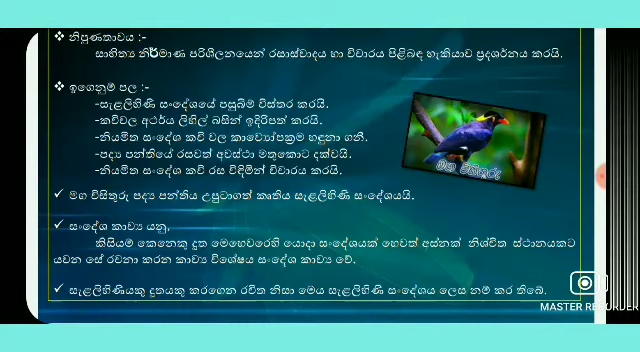 ❖ නිපුණතාවය :-
සාහිත්‍ය නිර්මාණ පරිශීලනයෙන් රසාස්වාදය හා විචාරය පිළිබඳ හැකියාව ප්‍රදර්ශනය කරයි.
❖ ඉගෙනුම් පල :-
-සැළලිහිණි සංදේශයේ පසුබිම විස්තර කරයි.
-කවිවල අර්ථය ලිහිල් බසින් ඉදිරිපත් කරයි.
-නියමිත සංදේශ කවි වල කාව්‍යෝපක්‍රම හඳුනා ගනී.
-පද්‍ය පන්තියේ රසවත් අවස්ථා මතුකොට දක්වයි.
-නියමිත සංදේශ කවි රස විඳිමින් විචාරය කරයි.
මග විසිතුරු
✓ මග විසිතුරු පද්‍ය පන්තිය උපුටාගත් කෘතිය සැළලිහිණි සංදේශයයි.
✓ සංදේශ කාව්‍ය යනු,
කිසියම් කෙනෙකු දූත මෙහෙවරෙහි යොදා සංදේශයක් හෙවත් අස්නක් නිශ්චිත ස්ථානයකට
යවන සේ රචනා කරන කාව්‍ය විශේෂය සංදේශ කාව්‍ය වේ.
✓ සැළලිහිණියකු දූතයකු කරගෙන රචිත නිසා මෙය සැළලිහිණි සංදේශය ලෙස නම් කර තිබේ.
MASTER RECORDER